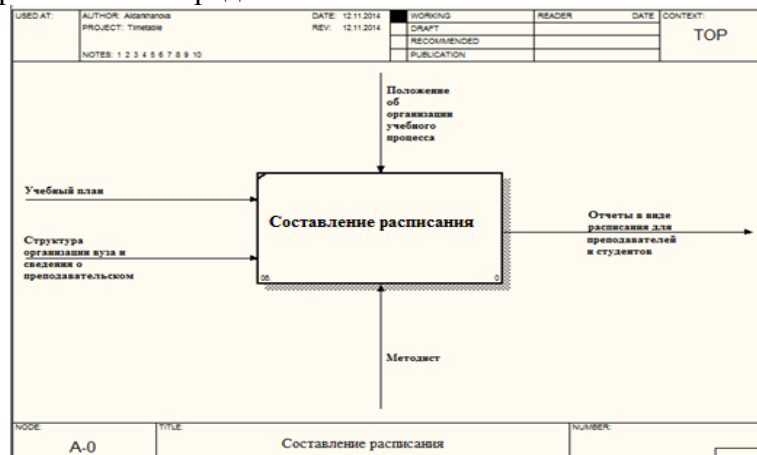 USED AT:
AUTHOR: Aidarkhanova
DATE: 12.11.2014
WORKING
READER
DATE
CONTEXT:
PROJECT: Timetable
REV: 12.11.2014
DRAFT
TOP
RECOMMENDED
NOTES: 1 2 3 4 5 6 7 8 9 10
PUBLICATION
Положение
об
организации
учебного
процесса
Учебный план
Составление расписания
Структура
организации вуза и
сведения о
преподавательском
Отчеты в виде
расписания для
преподавателей
и студентов
0б.
0
Методист
NODE:
TITLE:
NUMBER:
A-0
Составление расписания